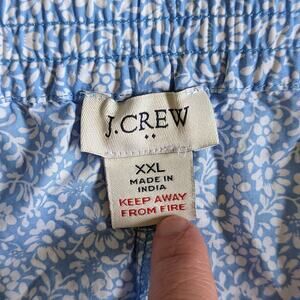 J.CREW
XXL
MADE IN
INDIA
KEEP AWAY
FROM FIRE